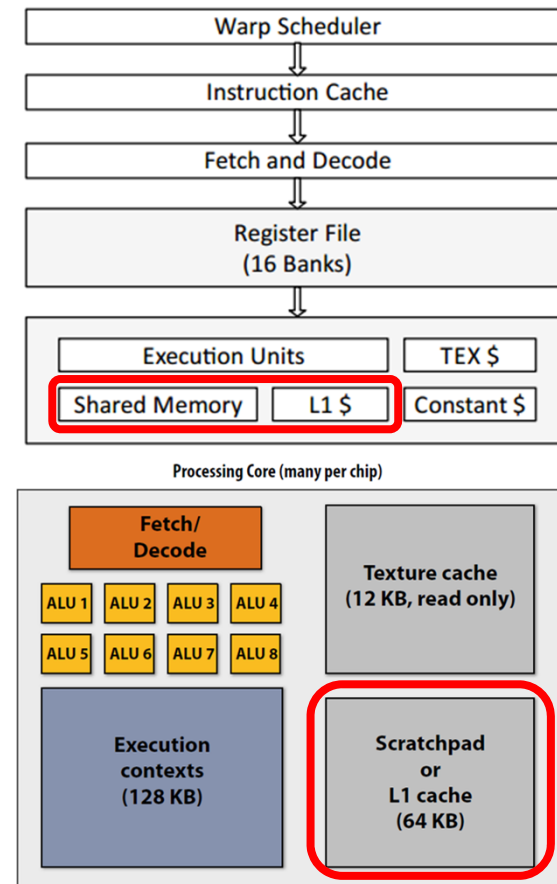 Warp Scheduler
Instruction Cache
Fetch and Decode
Register File
(16 Banks)
Execution Units
TEX $
Shared Memory
L1 $
Constant $
Processing Core (many per chip)
Fetch/
Decode
ALU 1
ALU 2
ALU 3
ALU 4
ALU 5
ALU 6
ALU 7
ALU 8
Texture cache
(12 KB, read only)
Execution
contexts
(128 KB)
Scratchpad
or
L1 cache
(64 KB)